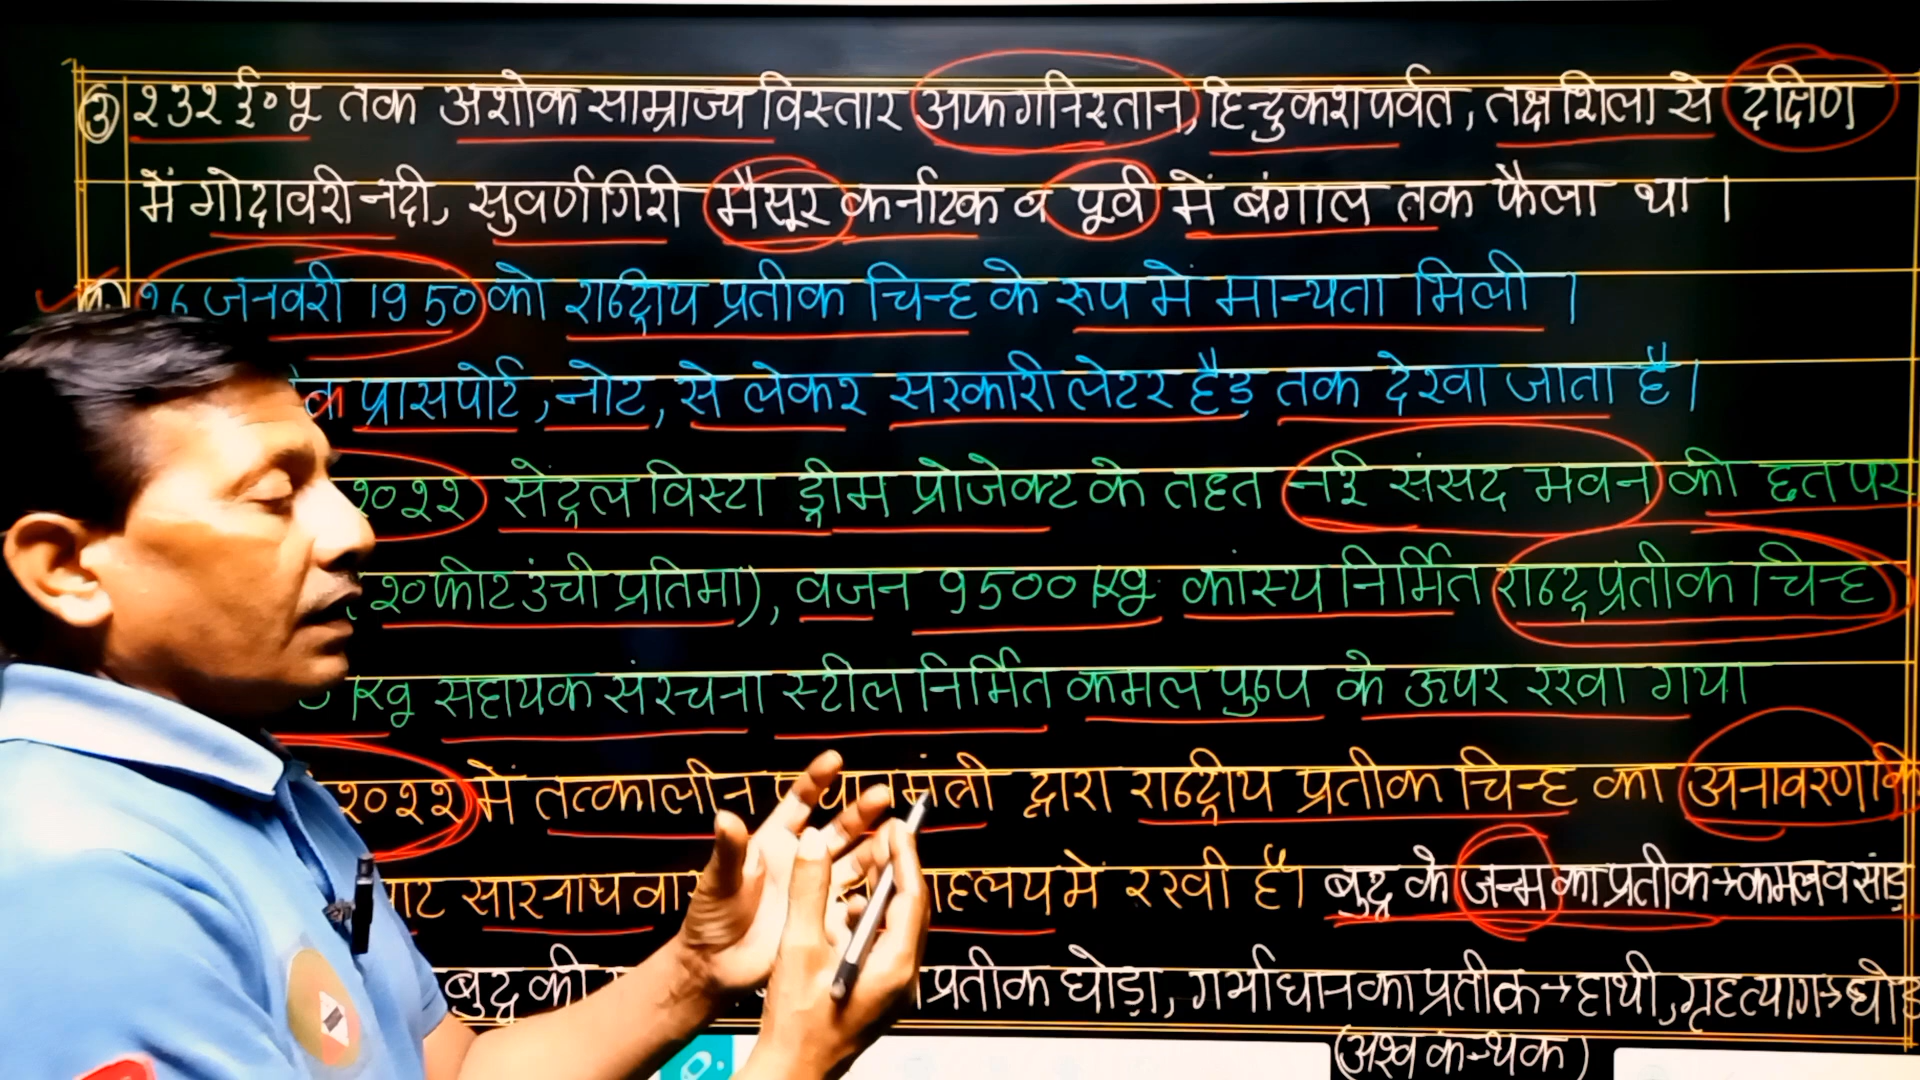 ③ २३२ ई०पू तक अशोक साम्राज्य विस्तार अफगनिस्तान, हिन्दुकश पर्वत, तक्षशिला से दक्षिण
में गोदावरी नदी, सुवर्णगिरी मैसूर कर्नाटक व पूर्व में बंगाल तक फैला था।
जनवरी 1950 को राष्ट्रीय प्रतीक चिन्ह के रूप में मान्यता मिली।
प्रासपोर्ट, नोट, से लेकर सरकारी लेटर हैड तक देखा जाता है।
२०२२ सेंट्रल विस्टा ड्रीम प्रोजेक्ट के तहत नई संसद भवन की छत पर
(२०फीट उंची प्रतिमा), वजन 9500 Kg कांस्य निर्मित राष्ट्र प्रतीक चिन्ह
Kg सहायक संरचना स्टील निर्मित कमल पुष्प के ऊपर रखा गया
२०२२ में तत्कालीन द्वारा राष्ट्रीय प्रतीक चिन्ह का अनावरण
सारनाथ में रखी है। बुद्ध के जन्म का प्रतीक→कमल व सांड
बुद्ध की प्रतीक घोड़ा, गर्भाधान का प्रतीक→हाथी, गृहत्याग→
(अश्व कन्थक)